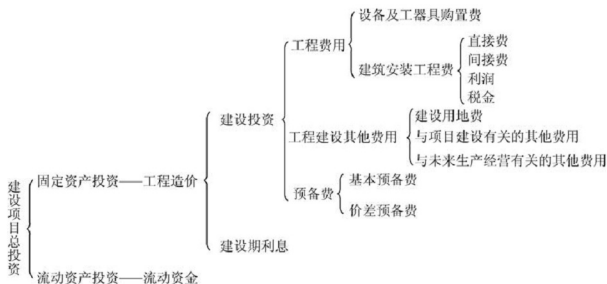 设备及工器具购置费
工程费用
直接费
间接费
建筑安装工程费
利润
税金
建设投资
建设用地费
工程建设其他费用
与项目建设有关的其他费用
与未来生产经营有关的其他费用
建设项目总投资
固定资产投资——工程造价
基本预备费
预备费
价差预备费
建设期利息
流动资产投资——流动资金